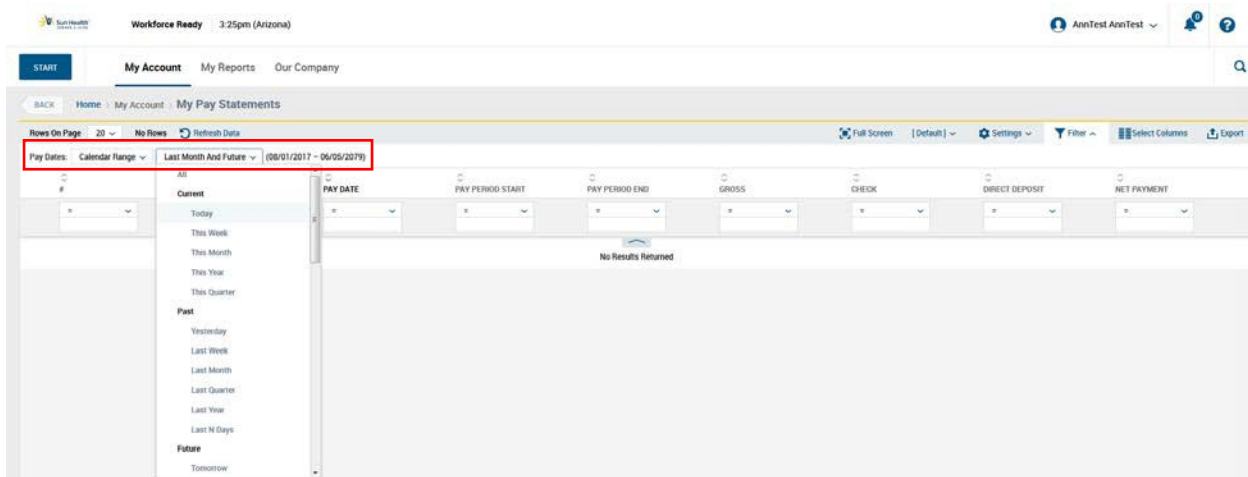 Sun Health Workforce Ready 3:25pm (Arizona) AnnTest AnnTest 0 ?
START My Account My Reports Our Company
BACK Home My Account My Pay Statements
Rows On Page 20 No Rows Refresh Data Full Screen [Default] Settings Filter Select Columns Export
Pay Dates: Calendar Range Last Month And Future (08/01/2017 - 06/05/2079)
All
# PAY DATE PAY PERIOD START PAY PERIOD END GROSS CHECK DIRECT DEPOSIT NET PAYMENT
Current
= Today = = = = = = =
This Week
This Month
No Results Returned
This Year
This Quarter
Past
Yesterday
Last Week
Last Month
Last Quarter
Last Year
Last N Days
Future
Tomorrow